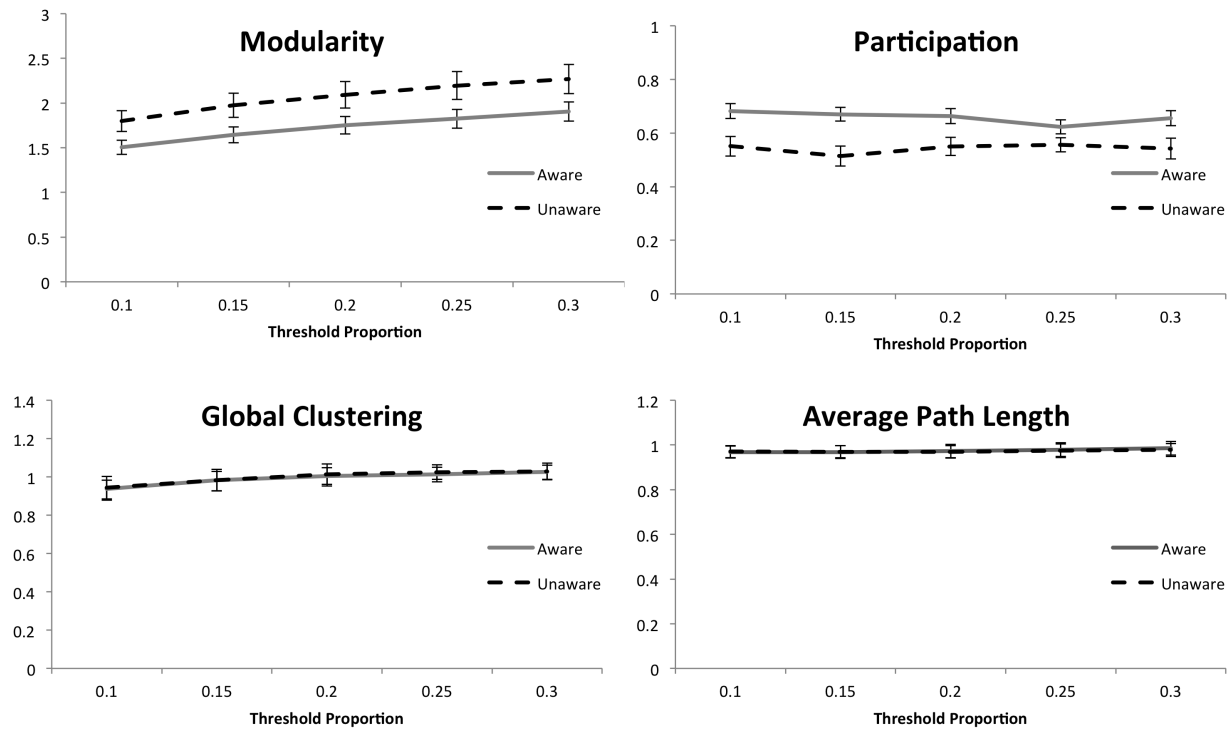 Modularity
3
2.5
2
1.5
1
0.5
0
Aware
Unaware
0.1 0.15 0.2 0.25 0.3
Threshold Proportion
Participation
1
0.8
0.6
0.4
0.2
0
Aware
Unaware
0.1 0.15 0.2 0.25 0.3
Threshold Proportion
Global Clustering
1.4
1.2
1
0.8
0.6
0.4
0.2
0
Aware
Unaware
0.1 0.15 0.2 0.25 0.3
Threshold Proportion
Average Path Length
1.2
1
0.8
0.6
0.4
0.2
0
Aware
Unaware
0.1 0.15 0.2 0.25 0.3
Threshold Proportion